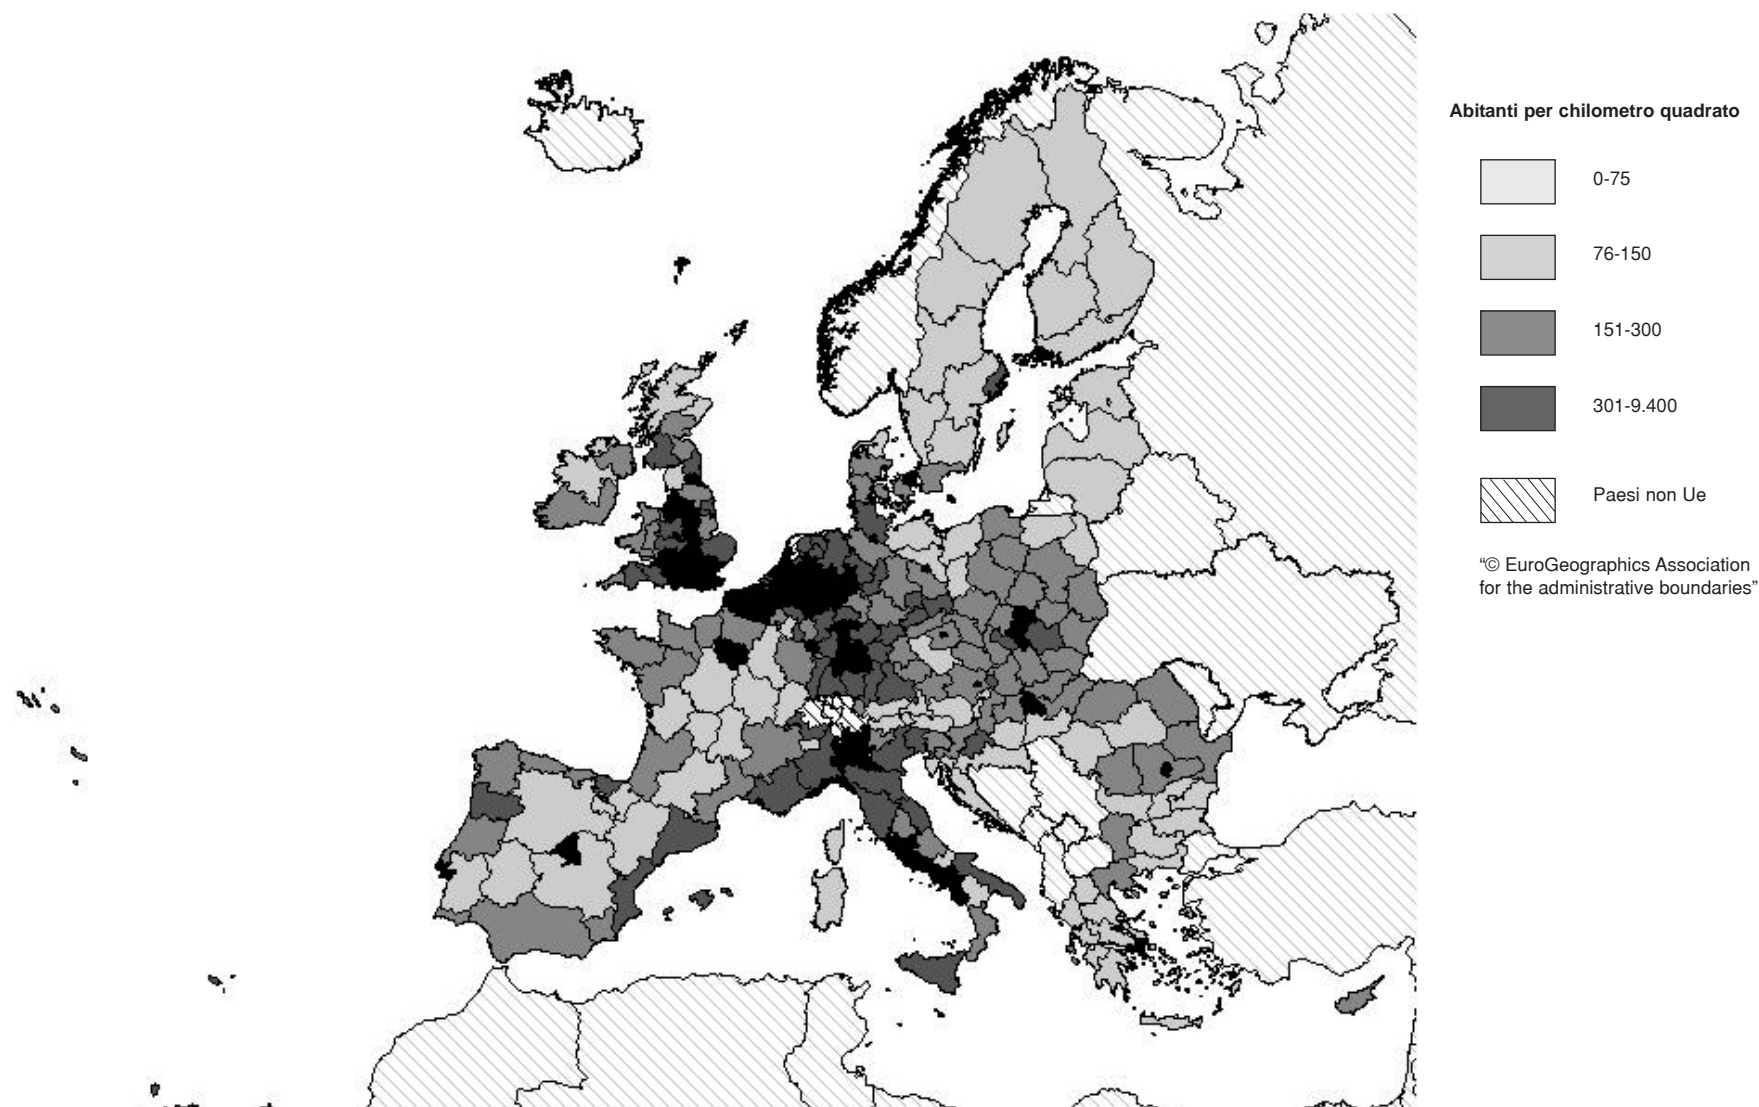 Abitanti per chilometro quadrato
0-75
76-150
151-300
301-9.400
Paesi non Ue
“© EuroGeographics Association
for the administrative boundaries”